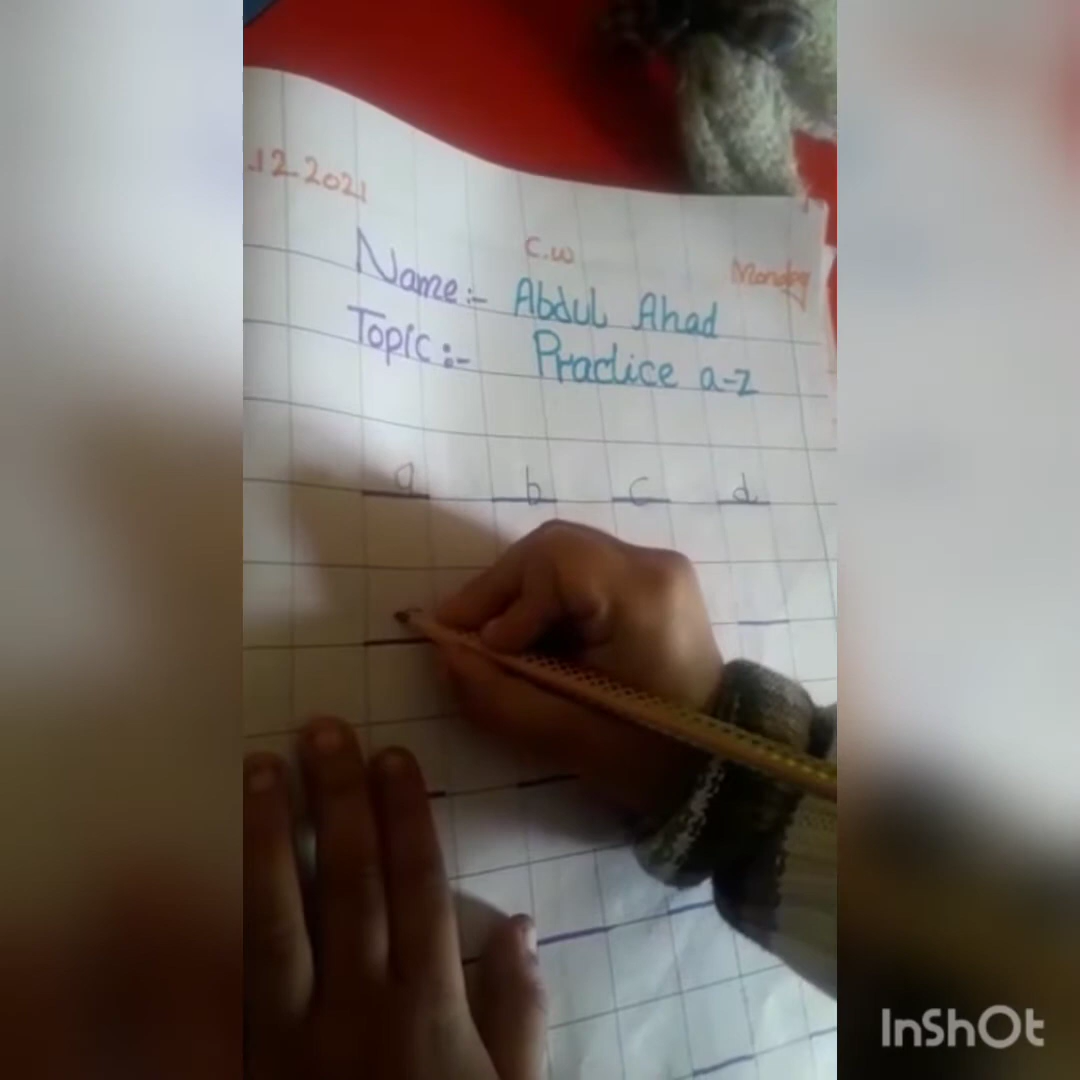 .12.2021
C.W
Monday
Name:- Abdul Ahad
Topic:- Practice a-z
a b c d
InShOt